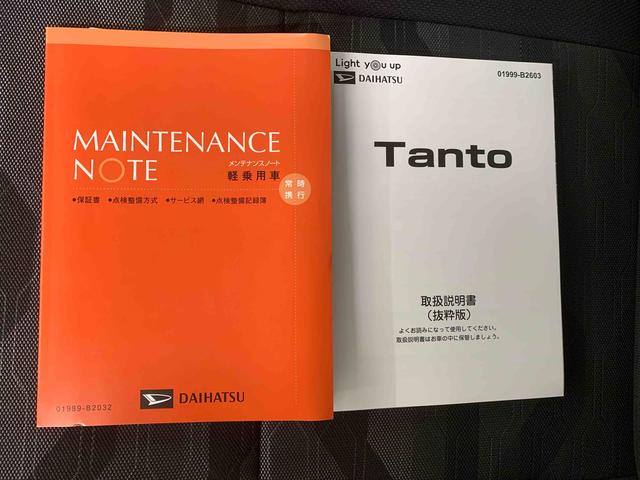 MAINTENANCE
NOTE
メンテナンスノート
軽乗用車
常時
携行
●保証書 ●点検整備方式 ●サービス網 ●点検整備記録簿
01999-B2032
DAIHATSU
Light you up
DAIHATSU
01999-B2603
Tanto
取扱説明書
(抜粋版)
よくお読みになって使用してください。
取扱説明書はお車の中に保管しましょう。